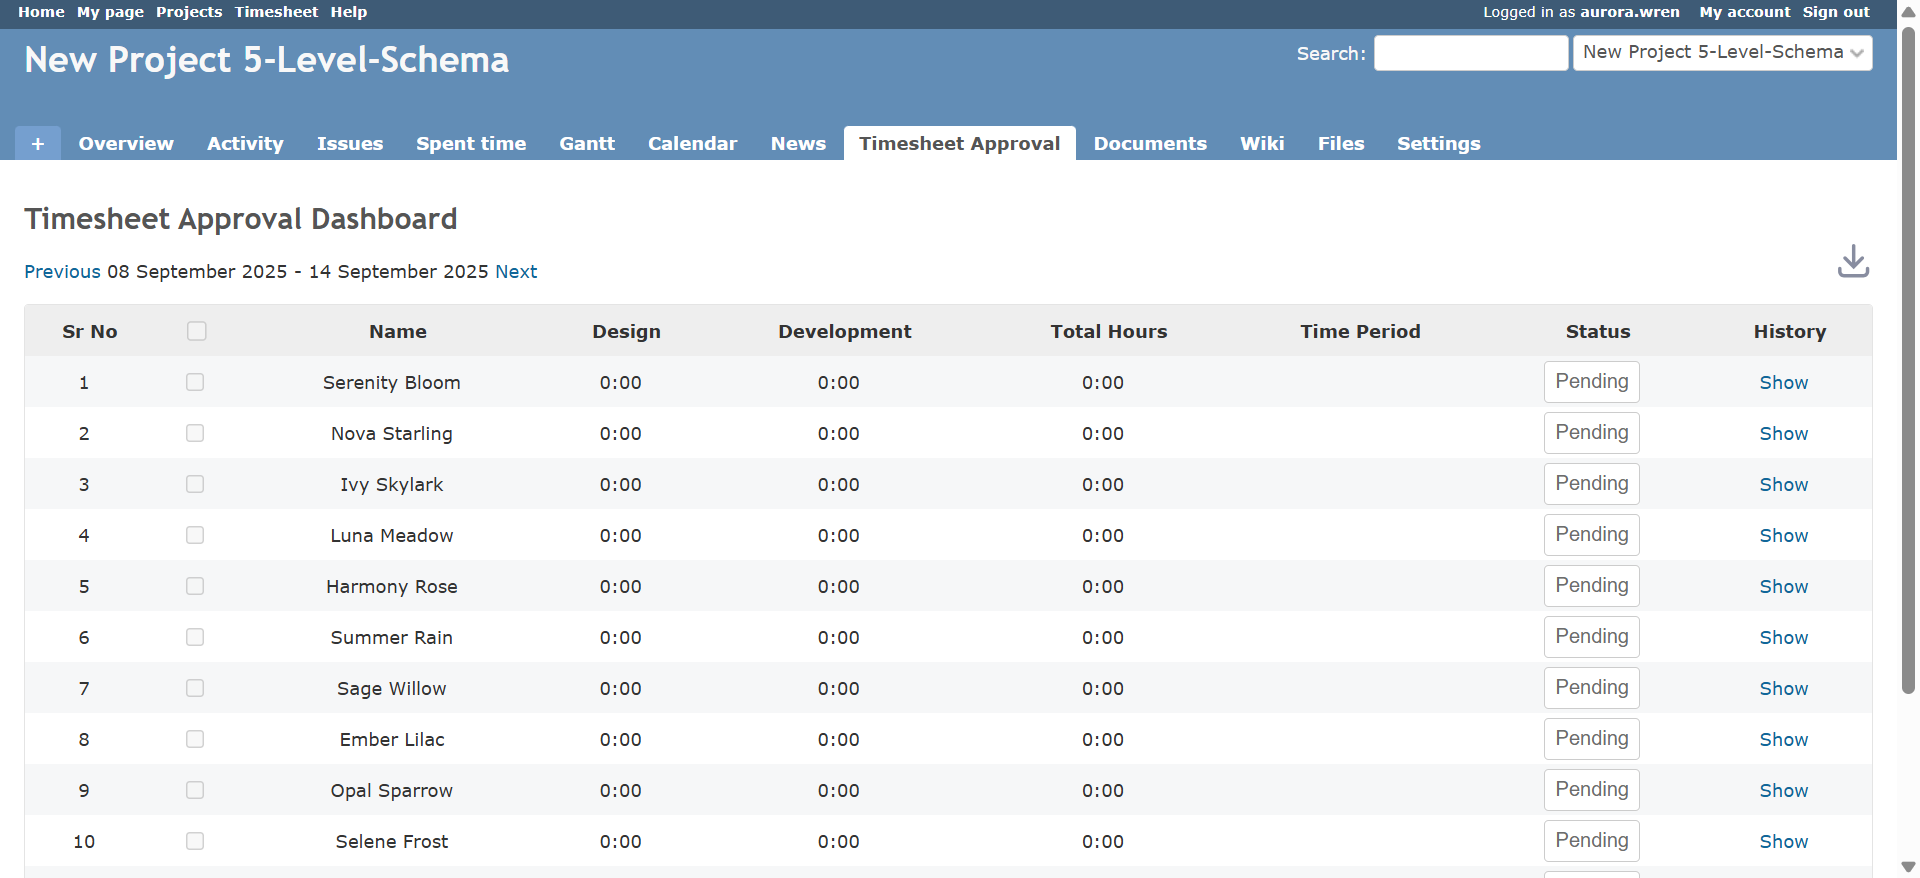 Home My page Projects Timesheet Help
Logged in as aurora.wren My account Sign out
New Project 5-Level-Schema
Search: New Project 5-Level-Schema
+ Overview Activity Issues Spent time Gantt Calendar News Timesheet Approval Documents Wiki Files Settings
Timesheet Approval Dashboard
Previous 08 September 2025 - 14 September 2025 Next
Sr No Name Design Development Total Hours Time Period Status History
1 Serenity Bloom 0:00 0:00 0:00 Pending Show
2 Nova Starling 0:00 0:00 0:00 Pending Show
3 Ivy Skylark 0:00 0:00 0:00 Pending Show
4 Luna Meadow 0:00 0:00 0:00 Pending Show
5 Harmony Rose 0:00 0:00 0:00 Pending Show
6 Summer Rain 0:00 0:00 0:00 Pending Show
7 Sage Willow 0:00 0:00 0:00 Pending Show
8 Ember Lilac 0:00 0:00 0:00 Pending Show
9 Opal Sparrow 0:00 0:00 0:00 Pending Show
10 Selene Frost 0:00 0:00 0:00 Pending Show